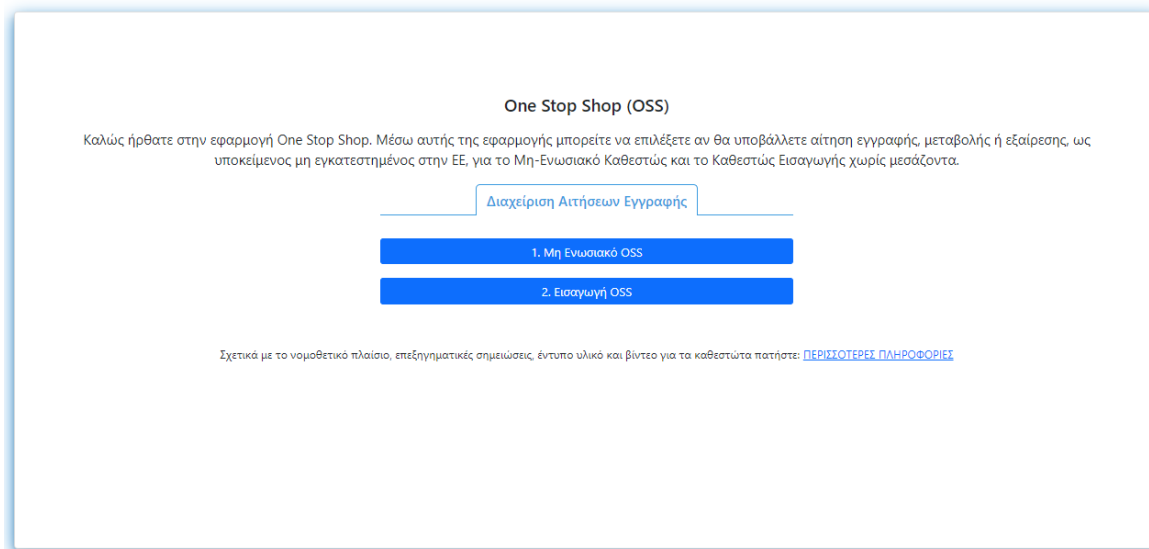 One Stop Shop (OSS)
Καλώς ήρθατε στην εφαρμογή One Stop Shop. Μέσω αυτής της εφαρμογής μπορείτε να επιλέξετε αν θα υποβάλλετε αίτηση εγγραφής, μεταβολής ή εξαίρεσης, ως
υποκείμενος μη εγκατεστημένος στην ΕΕ, για το Μη-Ενωσιακό Καθεστώς και το Καθεστώς Εισαγωγής χωρίς μεσάζοντα.
Διαχείριση Αιτήσεων Εγγραφής
1. Μη Ενωσιακό OSS
2. Εισαγωγή OSS
Σχετικά με το νομοθετικό πλαίσιο, επεξηγηματικές σημειώσεις, έντυπο υλικό και βίντεο για τα καθεστώτα πατήστε: ΠΕΡΙΣΣΟΤΕΡΕΣ ΠΛΗΡΟΦΟΡΙΕΣ